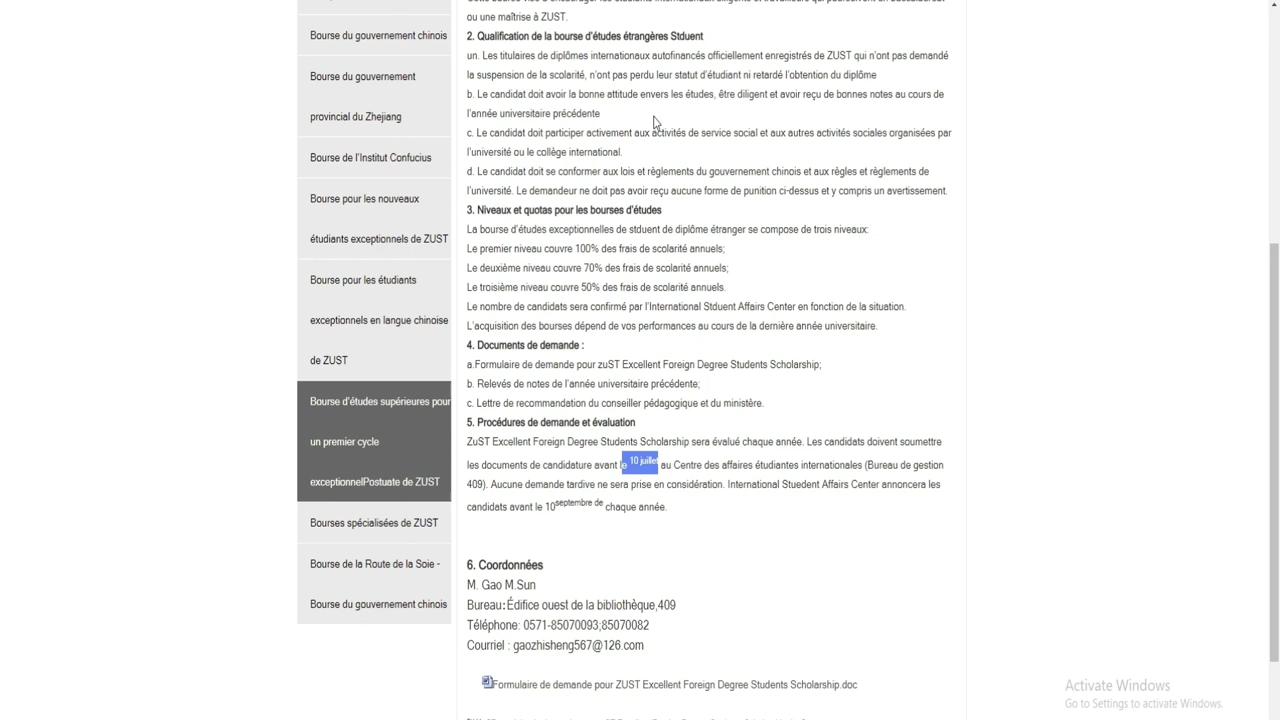 ou une maîtrise à ZUST.
Bourse du gouvernement chinois
Bourse du gouvernement
provincial du Zhejiang
Bourse de l'Institut Confucius
Bourse pour les nouveaux
étudiants exceptionnels de ZUST
Bourse pour les étudiants
exceptionnels en langue chinoise
de ZUST
Bourse d'études supérieures pour
un premier cycle
exceptionnelPostuate de ZUST
Bourses spécialisées de ZUST
Bourse de la Route de la Soie -
Bourse du gouvernement chinois
2. Qualification de la bourse d'études étrangères Stduent
un. Les titulaires de diplômes internationaux autofinancés officiellement enregistrés de ZUST qui n'ont pas demandé
la suspension de la scolarité, n'ont pas perdu leur statut d'étudiant ni retardé l'obtention du diplôme
b. Le candidat doit avoir la bonne attitude envers les études, être diligent et avoir reçu de bonnes notes au cours de
l'année universitaire précédente
c. Le candidat doit participer activement aux activités de service social et aux autres activités sociales organisées par
l'université ou le collège international.
d. Le candidat doit se conformer aux lois et règlements du gouvernement chinois et aux règles et règlements de
l'université. Le demandeur ne doit pas avoir reçu aucune forme de punition ci-dessus et y compris un avertissement.
3. Niveaux et quotas pour les bourses d'études
La bourse d'études exceptionnelles de stduent de diplôme étranger se compose de trois niveaux:
Le premier niveau couvre 100% des frais de scolarité annuels;
Le deuxième niveau couvre 70% des frais de scolarité annuels;
Le troisième niveau couvre 50% des frais de scolarité annuels.
Le nombre de candidats sera confirmé par l'International Stduent Affairs Center en fonction de la situation.
L'acquisition des bourses dépend de vos performances au cours de la dernière année universitaire.
4. Documents de demande :
a.Formulaire de demande pour zuST Excellent Foreign Degree Students Scholarship;
b. Relevés de notes de l'année universitaire précédente;
c. Lettre de recommandation du conseiller pédagogique et du ministère.
5. Procédures de demande et évaluation
ZuST Excellent Foreign Degree Students Scholarship sera évalué chaque année. Les candidats doivent soumettre
les documents de candidature avant le 10 juillet au Centre des affaires étudiantes internationales (Bureau de gestion
409). Aucune demande tardive ne sera prise en considération. International Stuedent Affairs Center annoncera les
candidats avant le 10septembre de chaque année.
6. Coordonnées
M. Gao M.Sun
Bureau:Édifice ouest de la bibliothèque,409
Téléphone: 0571-85070093;85070082
Courriel : gaozhisheng567@126.com
Formulaire de demande pour ZUST Excellent Foreign Degree Students Scholarship.doc
Activate Windows
Go to Settings to activate Windows.